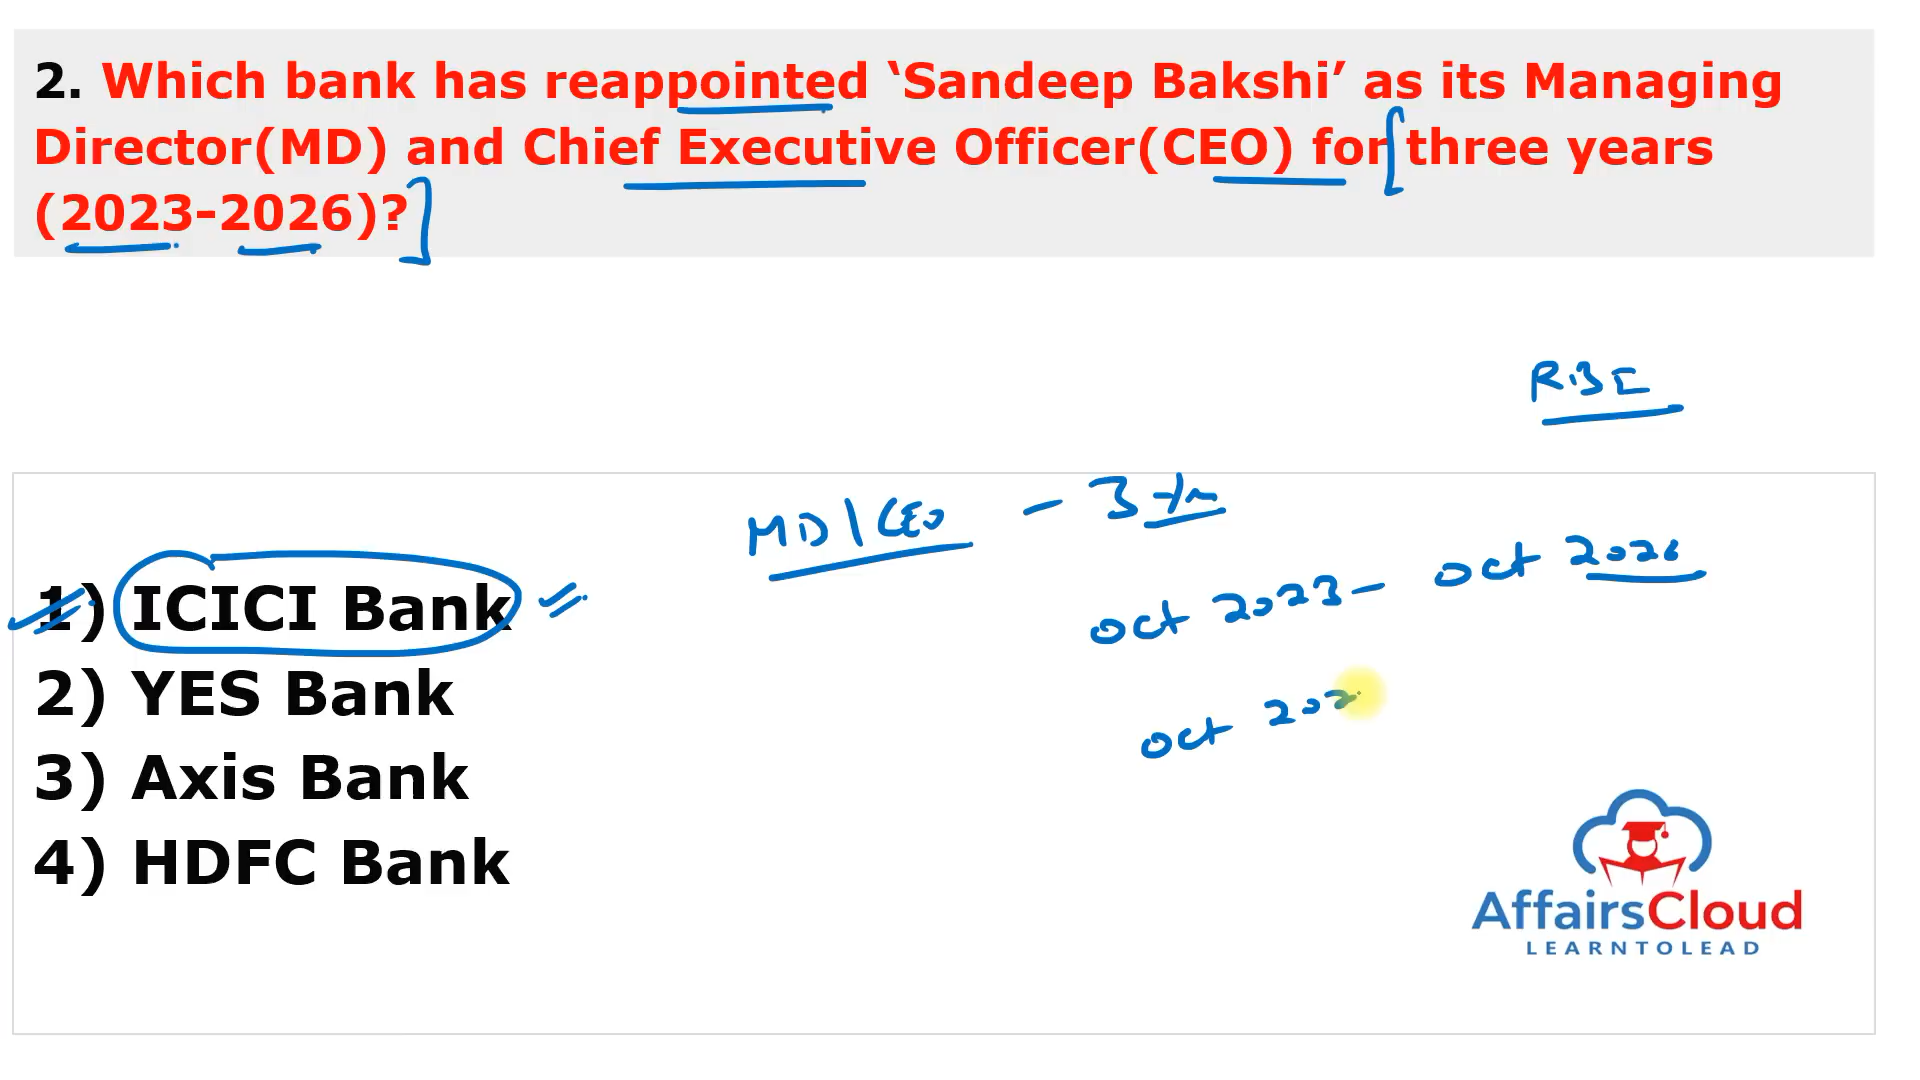 2. Which bank has reappointed ‘Sandeep Bakshi’ as its Managing
Director(MD) and Chief Executive Officer(CEO) for three years
(2023-2026)?
RBI
MD/CEO - 3
oct 2023 - oct 2026
1) ICICI Bank
2) YES Bank
oct
3) Axis Bank
4) HDFC Bank
AffairsCloud
LEARNTOLEAD